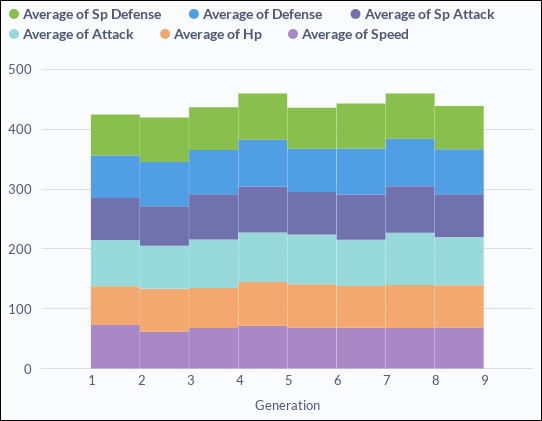 Average of Sp Defense Average of Defense Average of Sp Attack
Average of Attack Average of Hp Average of Speed
500
400
300
200
100
0
1 2 3 4 5 6 7 8 9
Generation